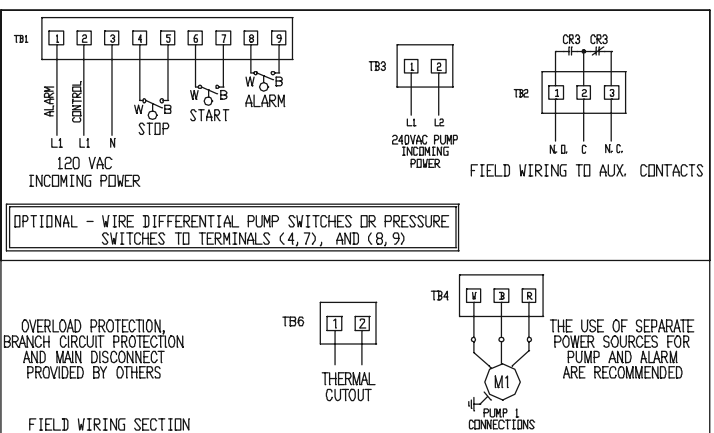 TB1 1 2 3 4 5 6 7 8 9
ALARM
CONTROL
W B
STOP
W B
START
W B
ALARM
L1 L1 N
120 VAC
INCOMING POWER
TB3 1 2
L1 L2
240VAC PUMP
INCOMING
POWER
CR3 CR3
TB2 1 2 3
N.O. C N.C.
FIELD WIRING TO AUX. CONTACTS
OPTIONAL - WIRE DIFFERENTIAL PUMP SWITCHES OR PRESSURE
SWITCHES TO TERMINALS (4,7), AND (8,9)
OVERLOAD PROTECTION,
BRANCH CIRCUIT PROTECTION
AND MAIN DISCONNECT
PROVIDED BY OTHERS
FIELD WIRING SECTION
TB6 1 2
THERMAL
CUTOUT
TB4 W B R
M1
PUMP 1
CONNECTIONS
THE USE OF SEPARATE
POWER SOURCES FOR
PUMP AND ALARM
ARE RECOMMENDED